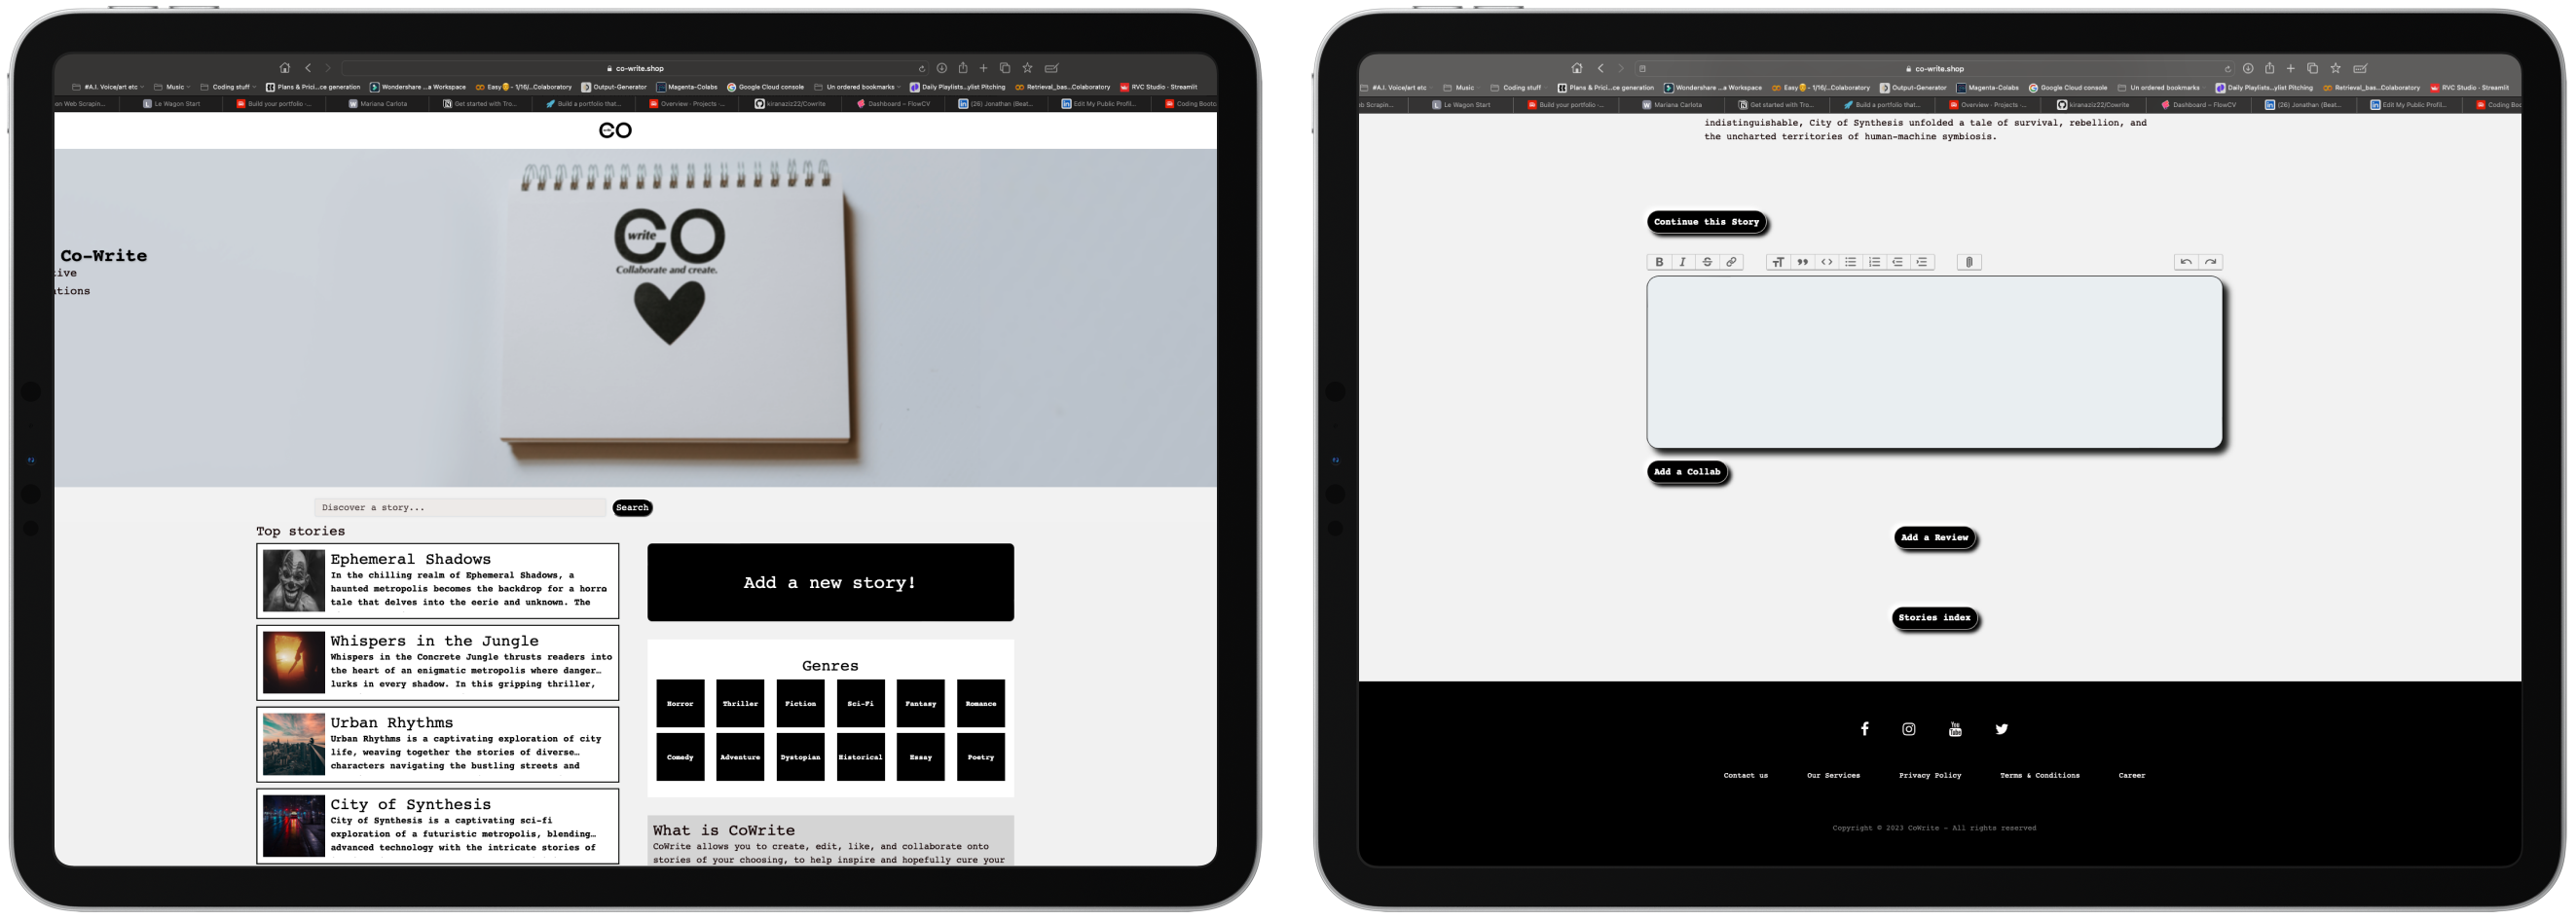 co-write.shop
#A.I. Voice/art etc Music Coding stuff Plans & Prici...ce generation Wondershare ...a Workspace Easy - 1/16/...Colaboratory Output-Generator Magenta-Colabs Google Cloud console Un ordered bookmarks Daily Playlists...ylist Pitching Retrieval_bas...Colaboratory RVC Studio · Streamlit
on Web Scrapin... Le Wagon Start Build your portfolio -... Mariana Carlota Get started with Tro... Build a portfolio that... Overview · Projects -... kiranaziz22/Cowrite Dashboard – FlowCV (26) Jonathan (Beat... Edit My Public Profil... Coding Bootc
write CO
write CO
Collaborate and create.
Co-Write
tive
tions
Discover a story...
Search
Top stories
Ephemeral Shadows
In the chilling realm of Ephemeral Shadows, a
haunted metropolis becomes the backdrop for a horro
tale that delves into the eerie and unknown. The
Whispers in the Jungle
Whispers in the Concrete Jungle thrusts readers into
the heart of an enigmatic metropolis where danger…
lurks in every shadow. In this gripping thriller,
Urban Rhythms
Urban Rhythms is a captivating exploration of city
life, weaving together the stories of diverse…
characters navigating the bustling streets and
City of Synthesis
City of Synthesis is a captivating sci-fi
exploration of a futuristic metropolis, blending…
advanced technology with the intricate stories of
Add a new story!
Genres
Horror Thriller Fiction Sci-Fi Fantasy Romance
Comedy Adventure Dystopian Historical Essay Poetry
What is CoWrite
CoWrite allows you to create, edit, like, and collaborate onto
stories of your choosing, to help inspire and hopefully cure your
co-write.shop
#A.I. Voice/art etc Music Coding stuff Plans & Prici...ce generation Wondershare ...a Workspace Easy - 1/16/...Colaboratory Output-Generator Magenta-Colabs Google Cloud console Un ordered bookmarks Daily Playlists...ylist Pitching Retrieval_bas...Colaboratory RVC Studio · Streamlit
b Scrapin... Le Wagon Start Build your portfolio -... Mariana Carlota Get started with Tro... Build a portfolio that... Overview · Projects -... kiranaziz22/Cowrite Dashboard – FlowCV (26) Jonathan (Beat... Edit My Public Profil... Coding Boc
indistinguishable, City of Synthesis unfolded a tale of survival, rebellion, and
the uncharted territories of human-machine symbiosis.
Continue this Story
Add a Collab
Add a Review
Stories index
Contact us Our Services Privacy Policy Terms & Conditions Career
Copyright © 2023 CoWrite - All rights reserved